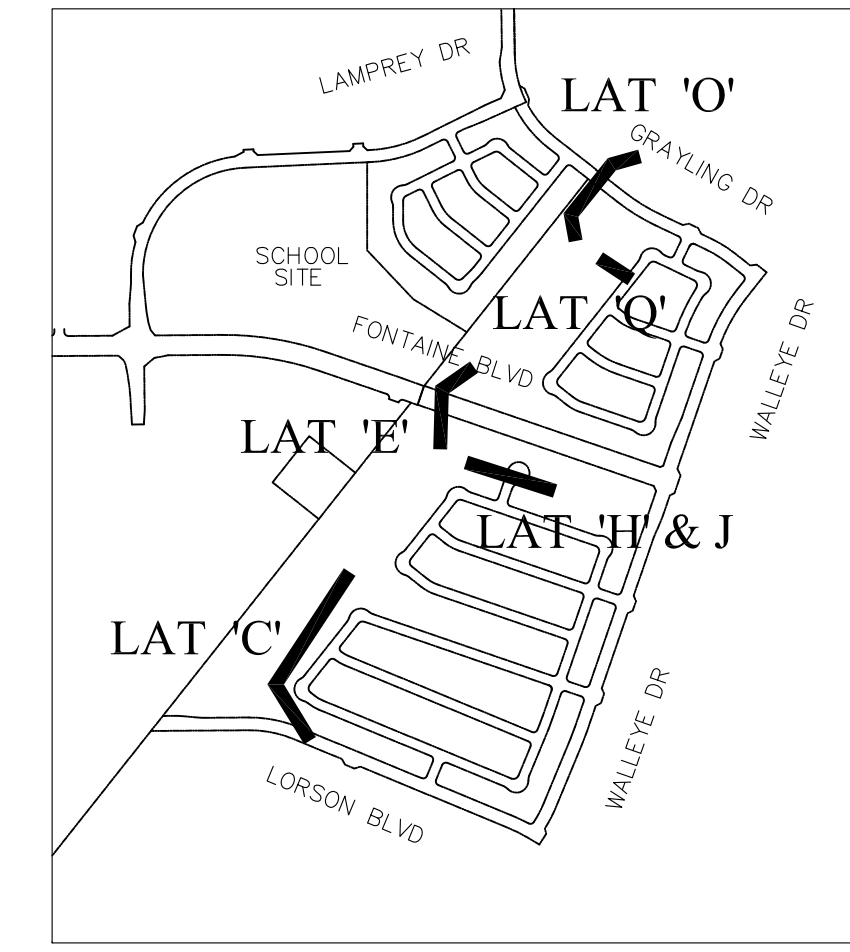 LAMPREY DR
LAT 'O'
GRAYLING DR
SCHOOL
SITE
LAT 'Q'
FONTAINE BLVD
WALLEYE DR
LAT 'E'
LAT 'H' & J
LAT 'C'
WALLEYE DR
LORSON BLVD